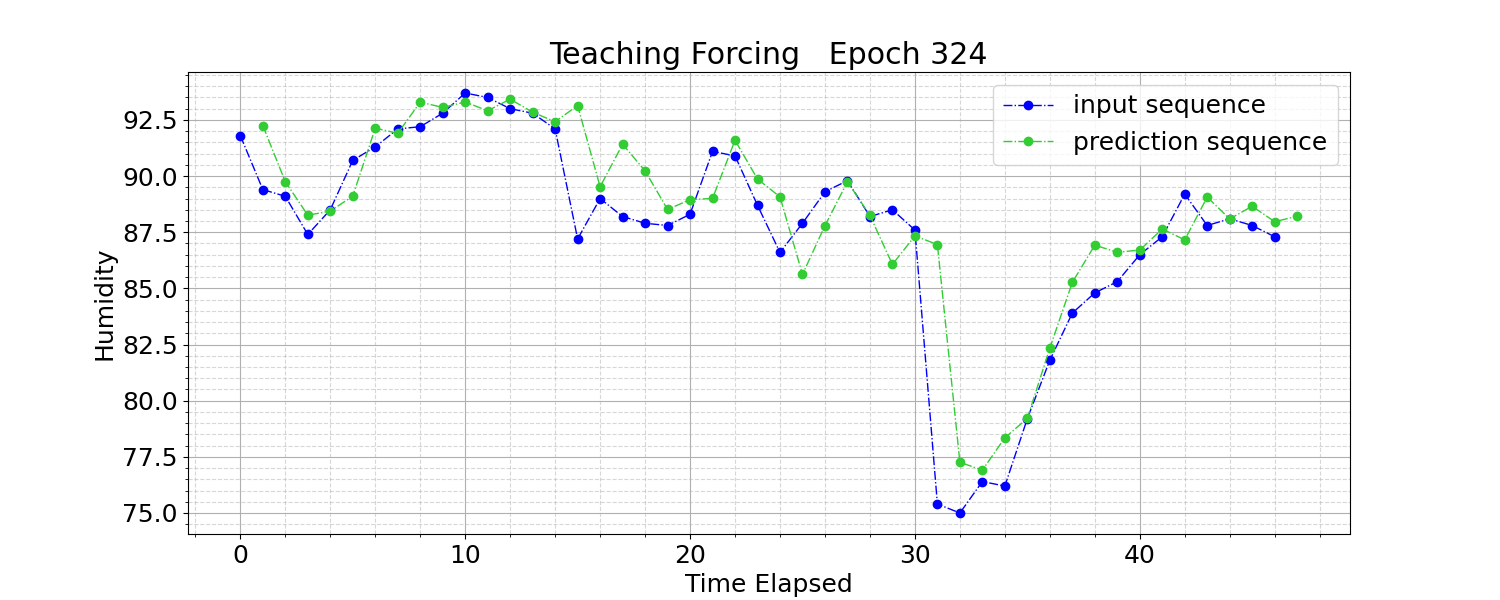 Teaching Forcing   Epoch 324
input sequence
prediction sequence
92.5
90.0
87.5
85.0
82.5
80.0
77.5
75.0
Humidity
0 10 20 30 40
Time Elapsed